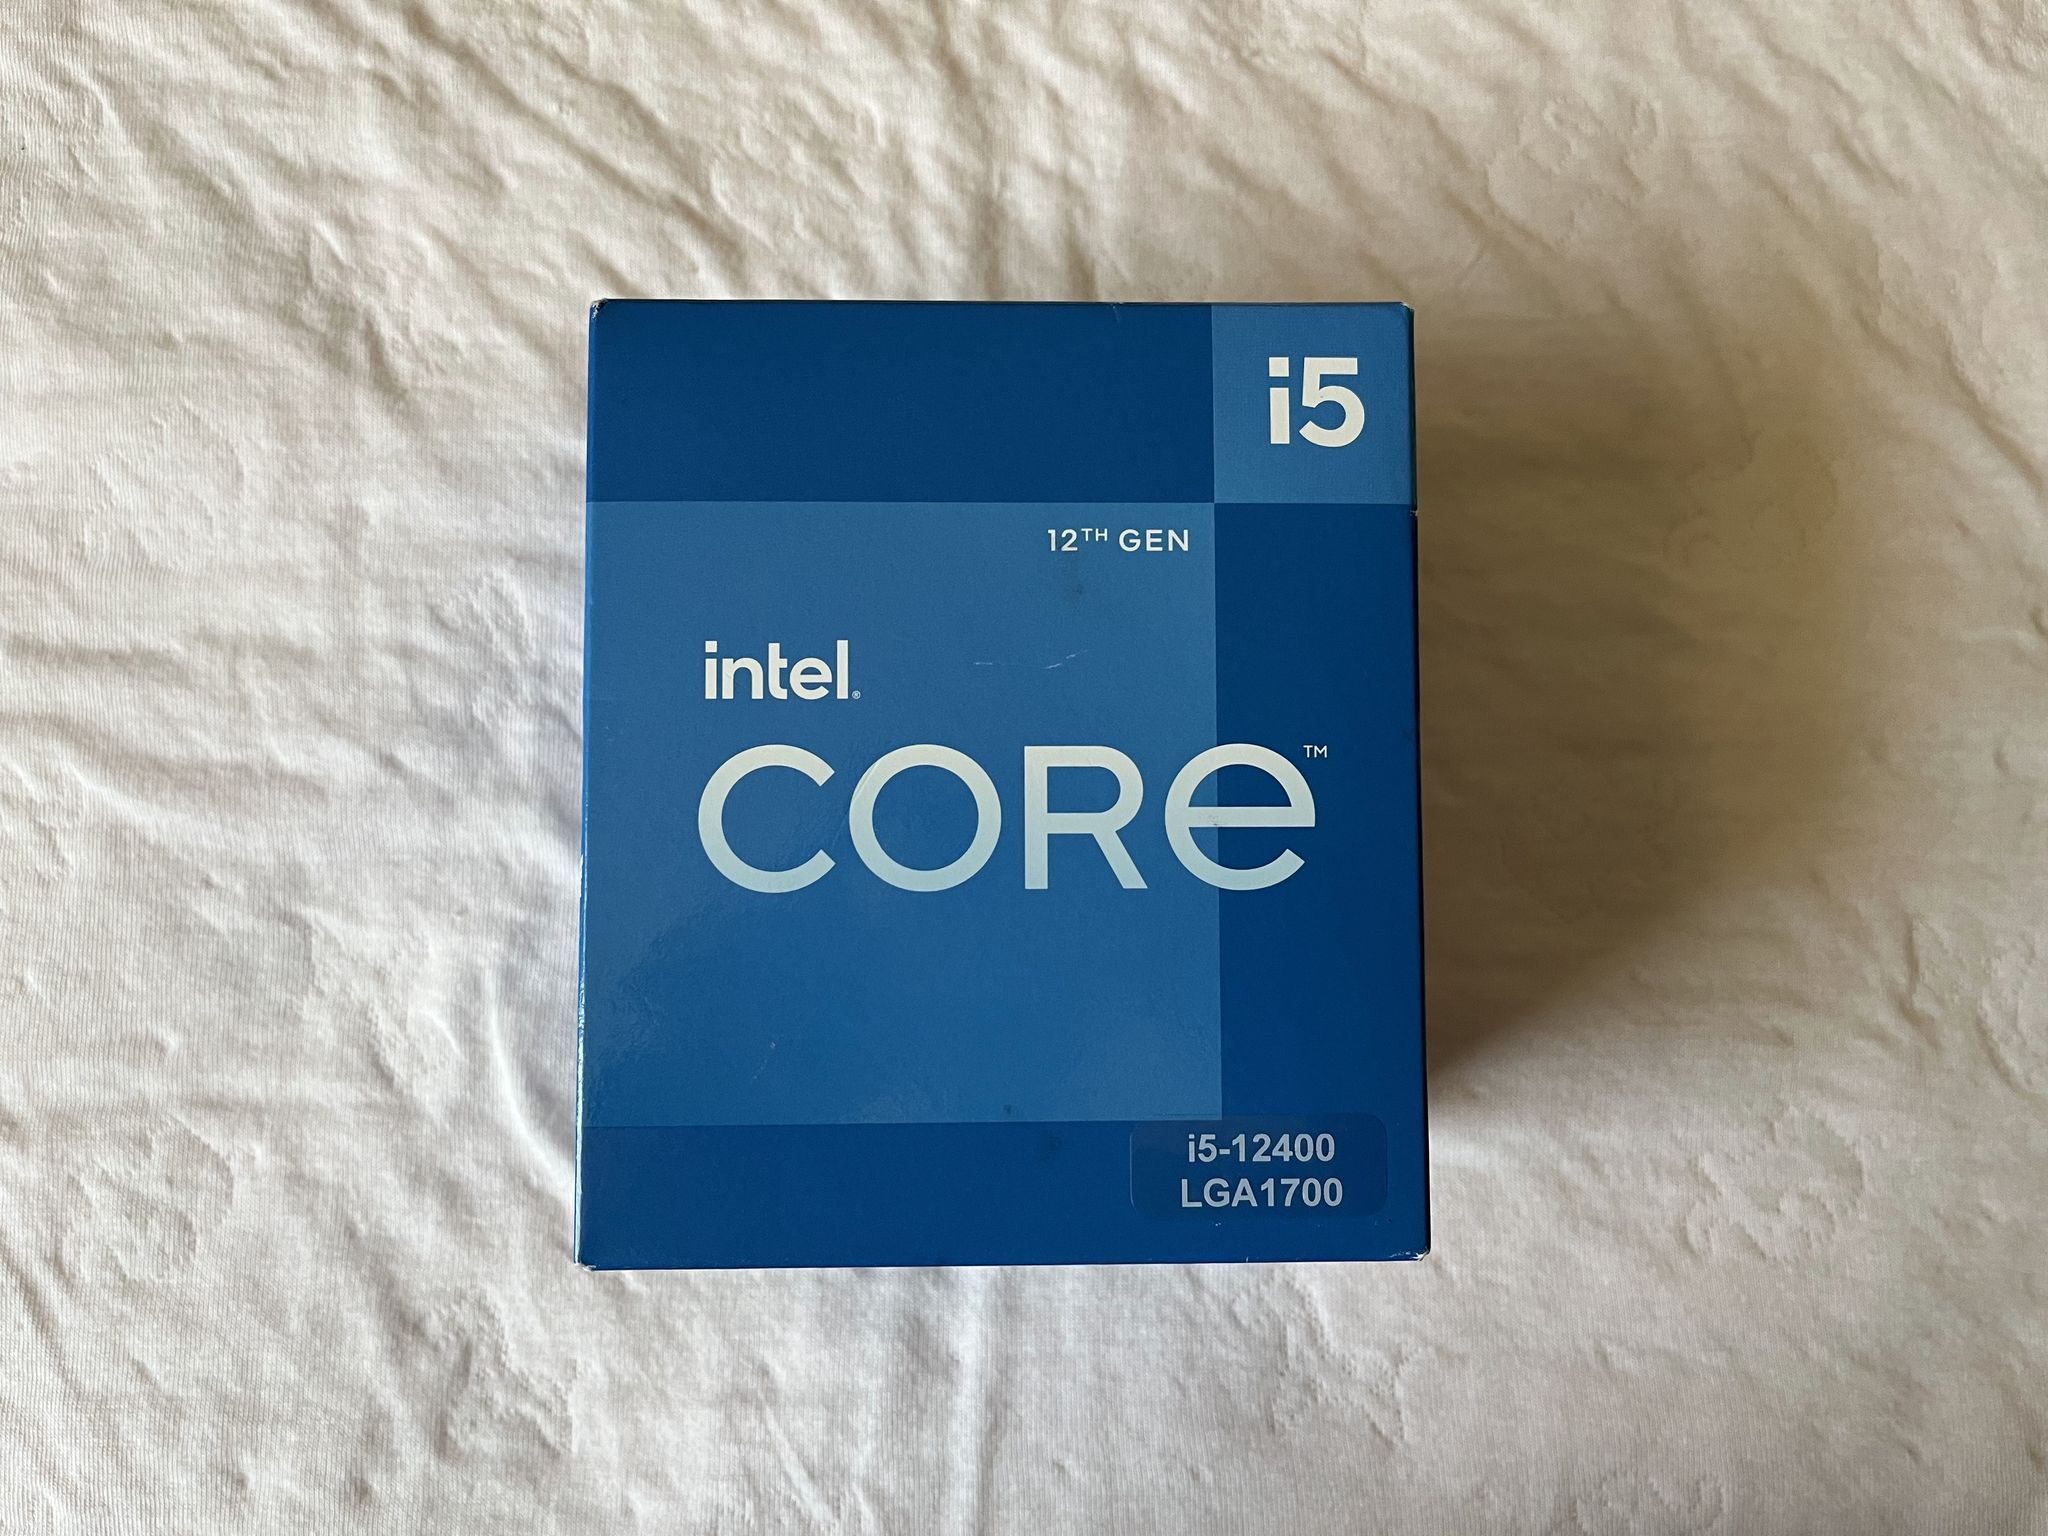 i5
12TH GEN
intel®
CORE™
i5-12400
LGA1700